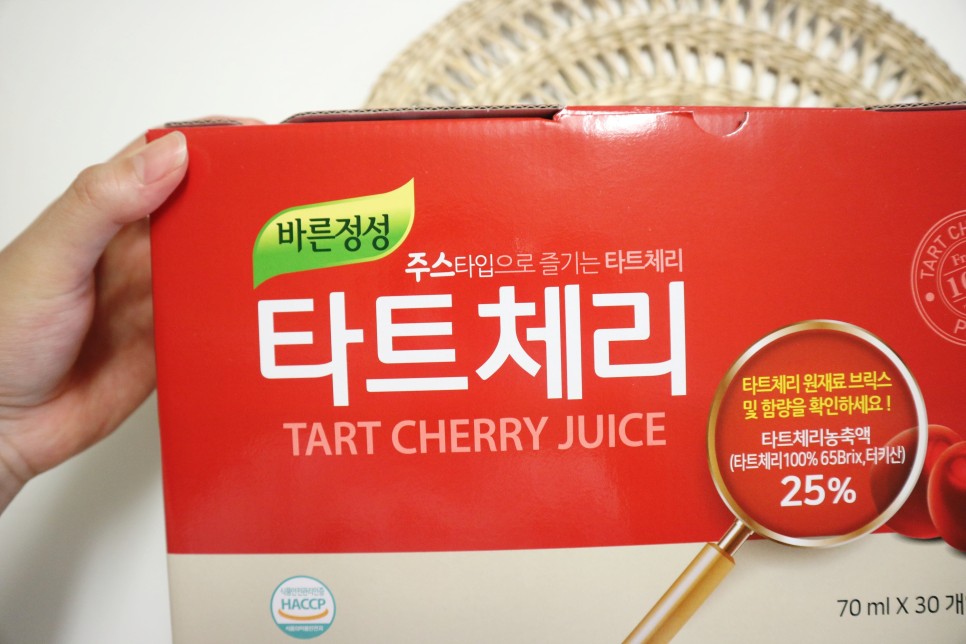 바른정성
주스타입으로 즐기는 타트체리
타트체리
TART CHERRY JUICE
TART
타트체리 원재료 브릭스
및 함량을 확인하세요 !
타트체리농축액
(타트체리100% 65Brix,터키산)
25%
HACCP
70 ml X 30 개